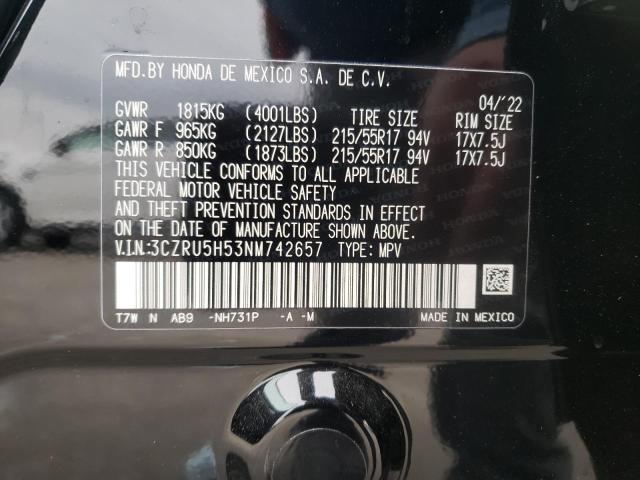 MFD.BY HONDA DE MEXICO S.A. DE C.V.
04/'22
GVWR 1815KG (4001LBS) TIRE SIZE RIM SIZE
GAWR F 965KG (2127LBS) 215/55R17 94V 17X7.5J
GAWR R 850KG (1873LBS) 215/55R17 94V 17X7.5J
THIS VEHICLE CONFORMS TO ALL APPLICABLE
FEDERAL MOTOR VEHICLE SAFETY
AND THEFT PREVENTION STANDARDS IN EFFECT
ON THE DATE OF MANUFACTURE SHOWN ABOVE.
V.I.N:3CZRU5H53NM742657 TYPE: MPV
T7W N AB9 -NH731P -A -M MADE IN MEXICO